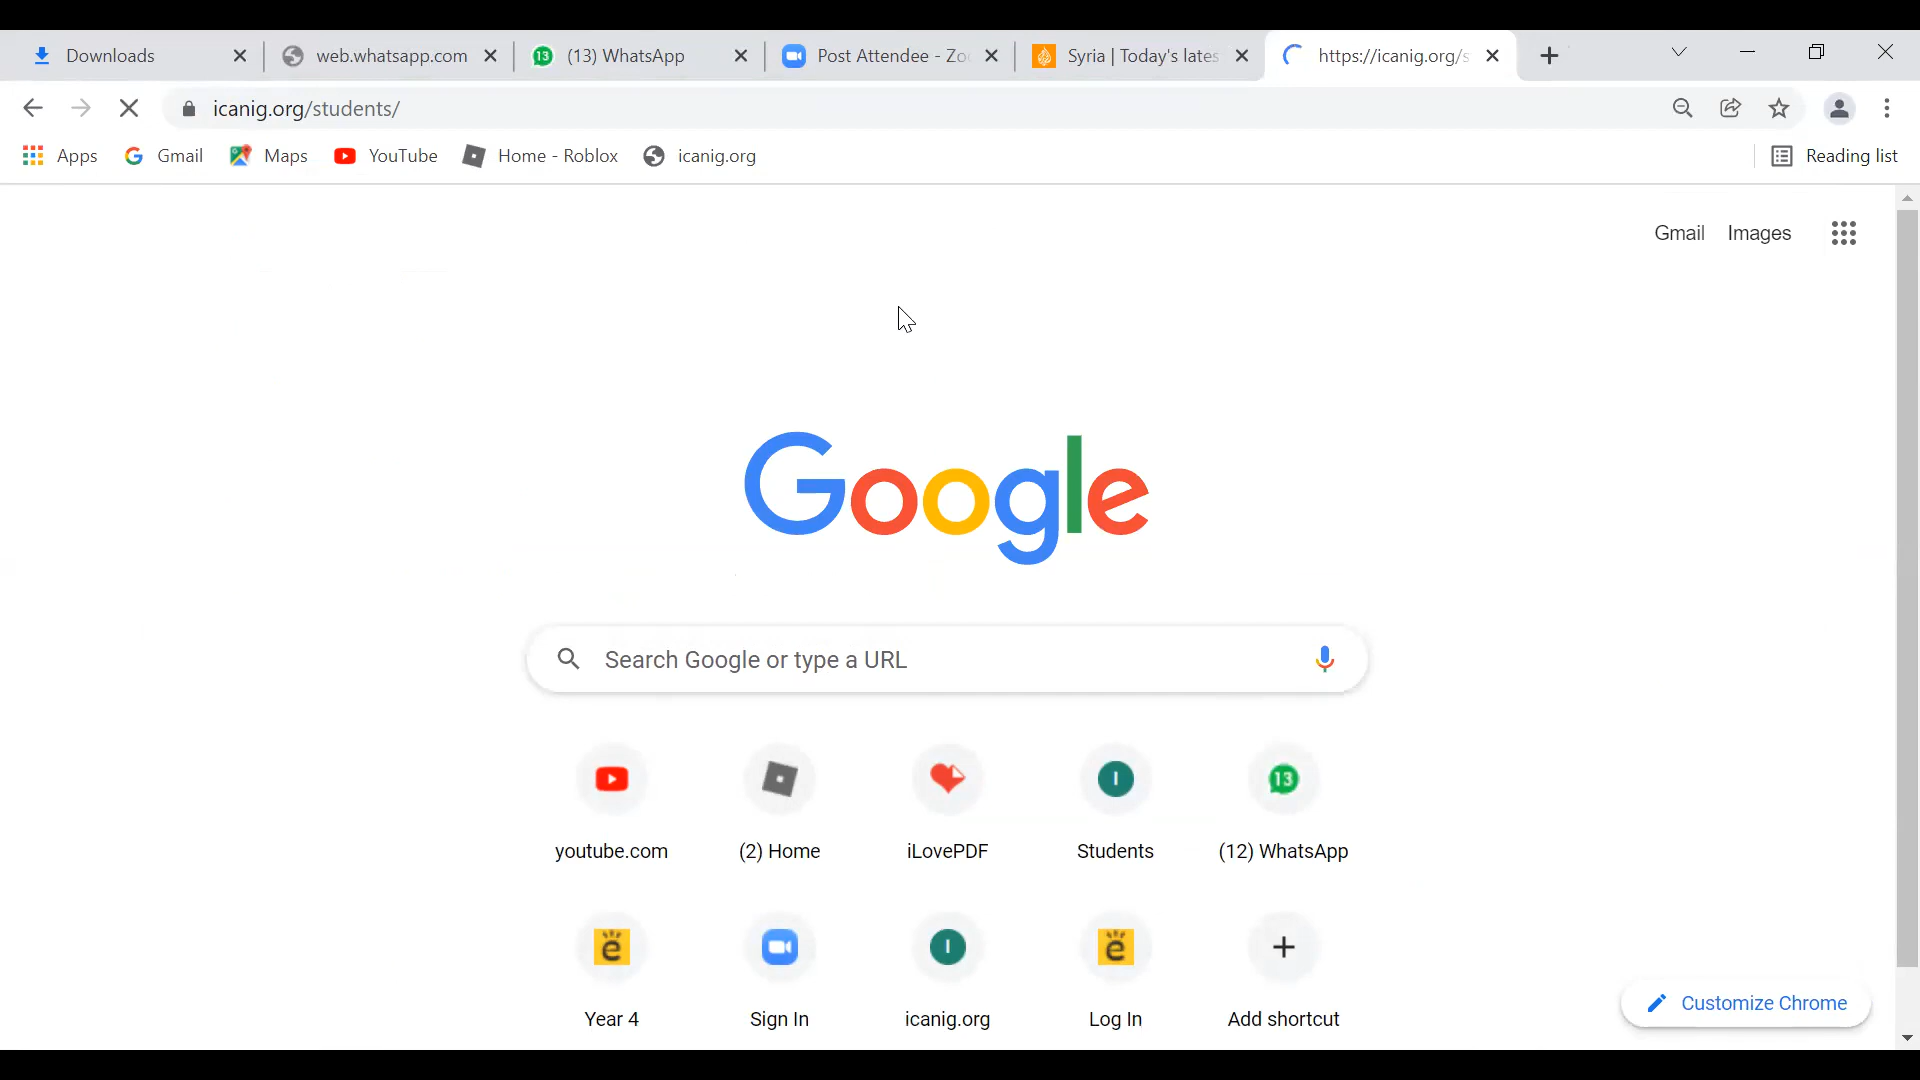 Downloads
web.whatsapp.com
13
(13) WhatsApp
Post Attendee - Zo
Syria | Today's lates
https://icanig.org/s
icanig.org/students/
Apps
Gmail
Maps
YouTube
Home - Roblox
icanig.org
Reading list
Gmail
Images
Google
Search Google or type a URL
I
13
youtube.com
(2) Home
iLovePDF
Students
(12) WhatsApp
ë
I
ë
Year 4
Sign In
icanig.org
Log In
Add shortcut
Customize Chrome